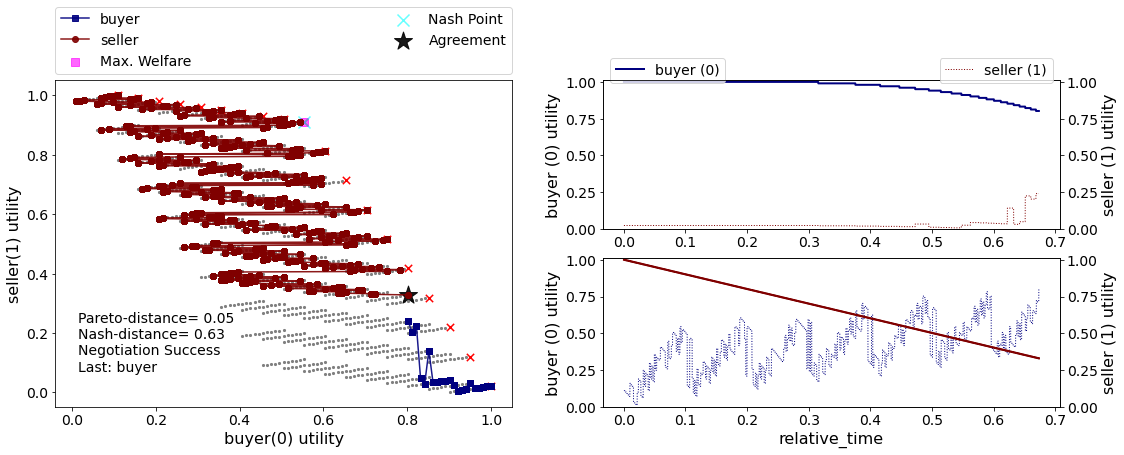 buyer
seller
Max. Welfare
Nash Point
Agreement
1.0
0.8
0.6
0.4
0.2
0.0
seller(1) utility
Pareto-distance= 0.05
Nash-distance= 0.63
Negotiation Success
Last: buyer
0.0 0.2 0.4 0.6 0.8 1.0
buyer(0) utility
buyer (0)
seller (1)
1.00
0.75
0.50
0.25
0.00
buyer (0) utility
1.00
0.75
0.50
0.25
0.00
seller (1) utility
0.0 0.1 0.2 0.3 0.4 0.5 0.6 0.7
1.00
0.75
0.50
0.25
0.00
buyer (0) utility
1.00
0.75
0.50
0.25
0.00
seller (1) utility
0.0 0.1 0.2 0.3 0.4 0.5 0.6 0.7
relative_time